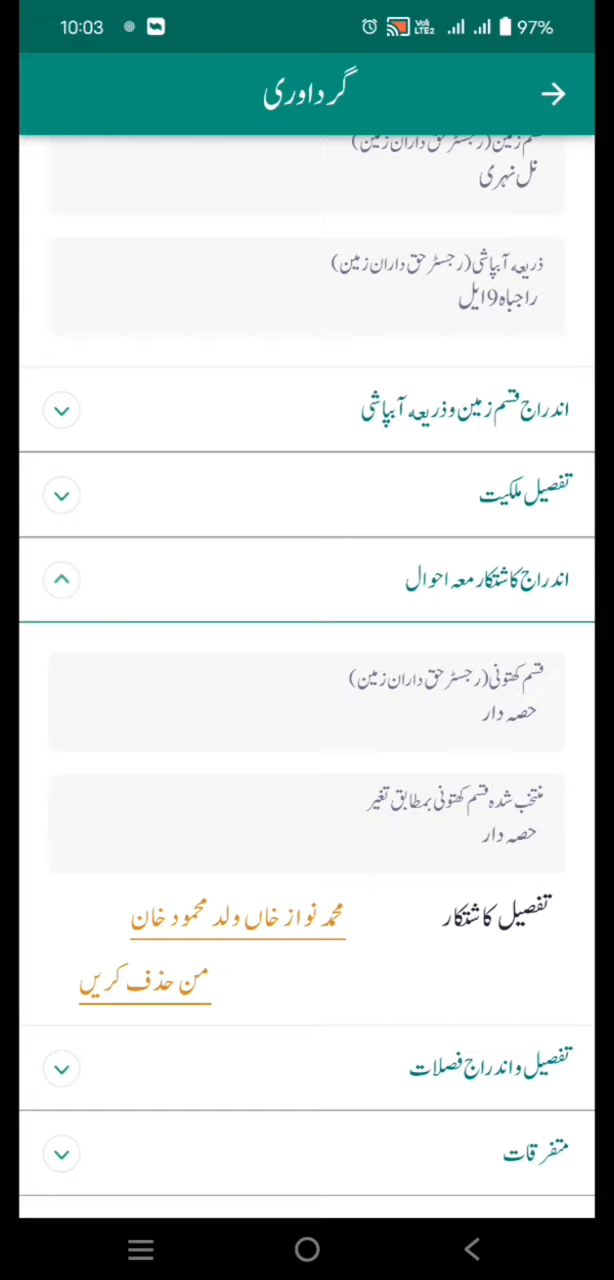 10:03
VoLTE2
97%
گرداوری
قسم زمین(رجسٹر حق داران زمین)
نل نہری
ذریعہ آبپاشی(رجسٹر حق داران زمین)
راجباہ9ایل
اندراج قسم زمین و ذریعہ آبپاشی
تفصیل ملکیت
اندراج کاشتکار معہ احوال
قسم کھتونی(رجسٹر حق داران زمین)
حصہ دار
منتخب شدہ قسم کھتونی بمطابق تغیر
حصہ دار
تفصیل کاشتکار
محمد نواز خاں ولد محمود خان
من حذف کریں
تفصیل و اندراج فصلات
متفرقات